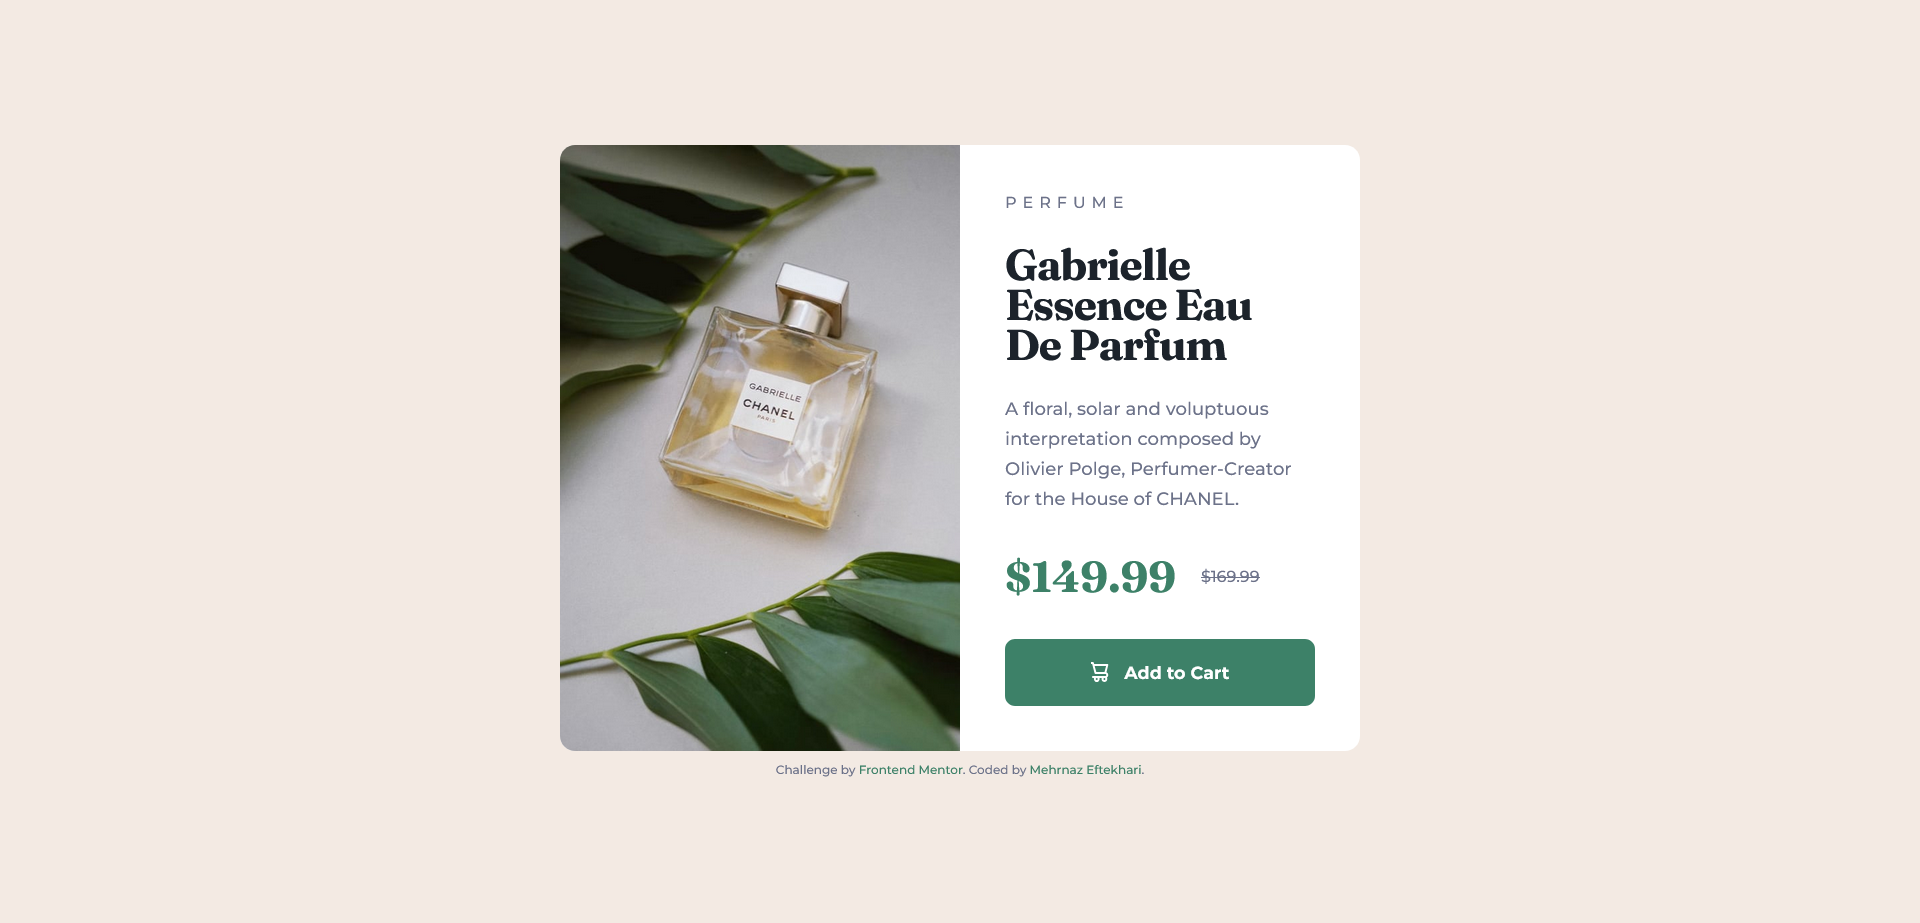 GABRIELLE
CHANEL
PARIS
PERFUME
Gabrielle
Essence Eau
De Parfum
A floral, solar and voluptuous
interpretation composed by
Olivier Polge, Perfumer-Creator
for the House of CHANEL.
$149.99 $169.99
Add to Cart
Challenge by Frontend Mentor. Coded by Mehrnaz Eftekhari.